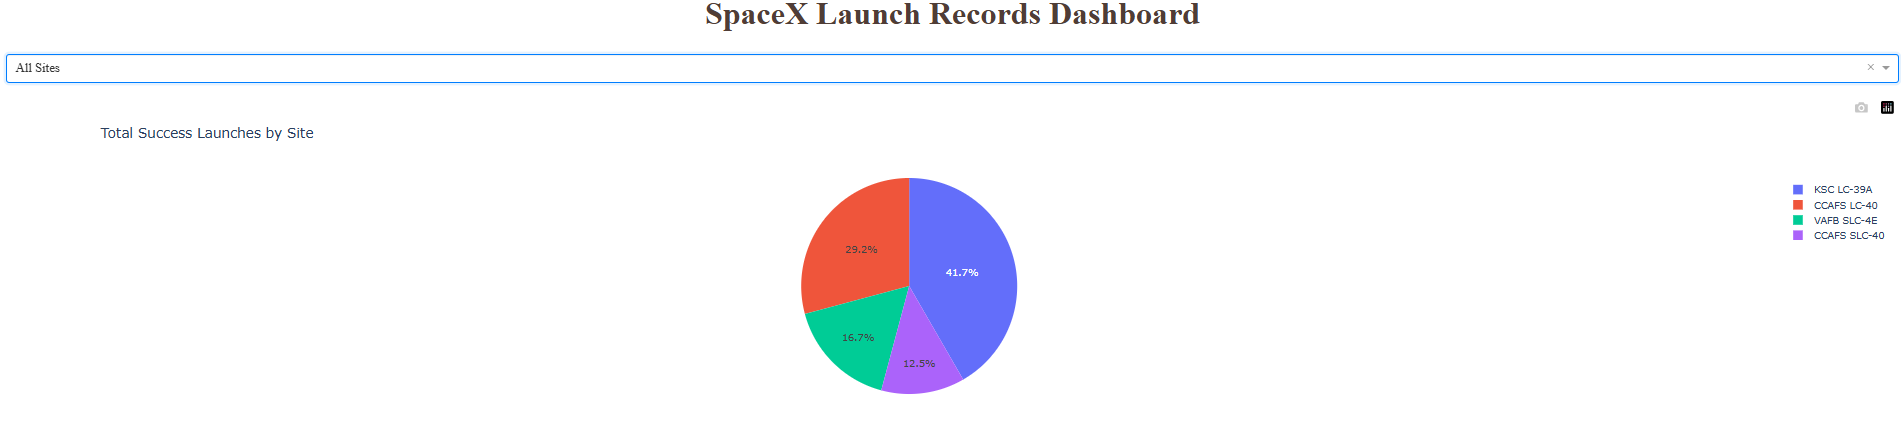 SpaceX Launch Records Dashboard
All Sites
Total Success Launches by Site
KSC LC-39A
CCAFS LC-40
VAFB SLC-4E
CCAFS SLC-40
29.2%
41.7%
16.7%
12.5%